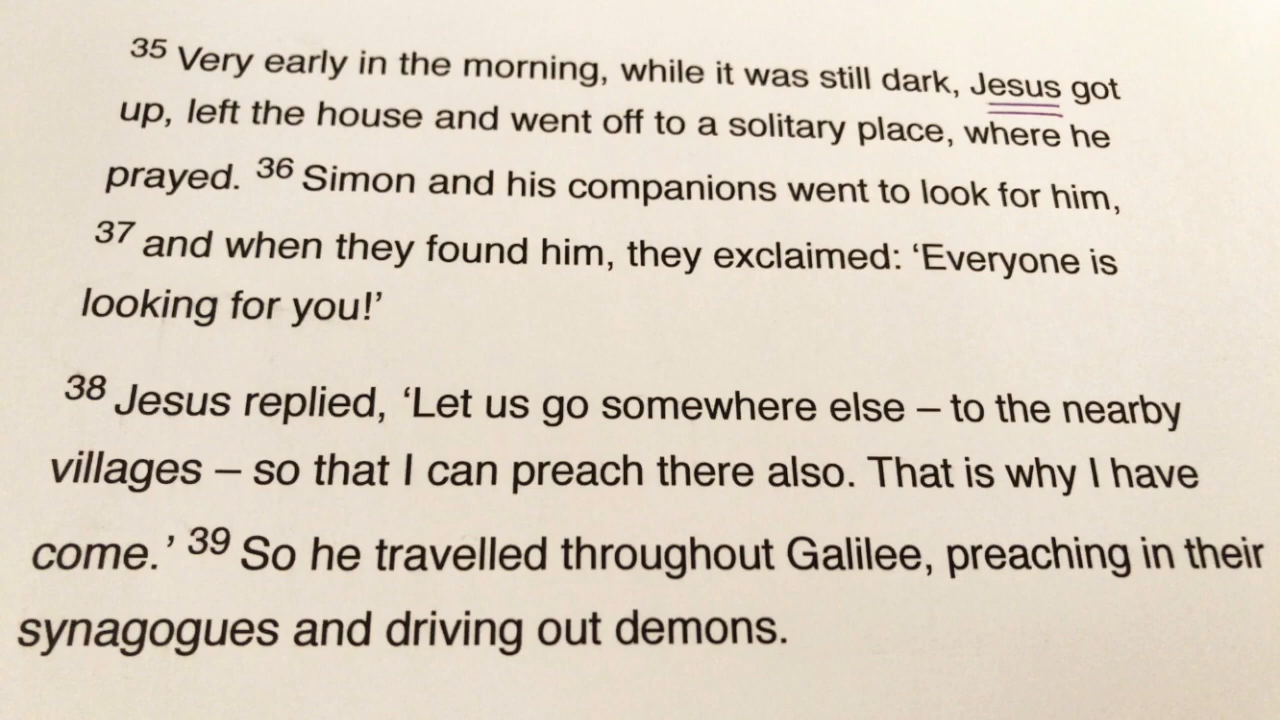 35 Very early in the morning, while it was still dark, Jesus got
up, left the house and went off to a solitary place, where he
prayed. 36 Simon and his companions went to look for him,
37 and when they found him, they exclaimed: ‘Everyone is
looking for you!’
38 Jesus replied, ‘Let us go somewhere else – to the nearby
villages – so that I can preach there also. That is why I have
come.’ 39 So he travelled throughout Galilee, preaching in their
synagogues and driving out demons.